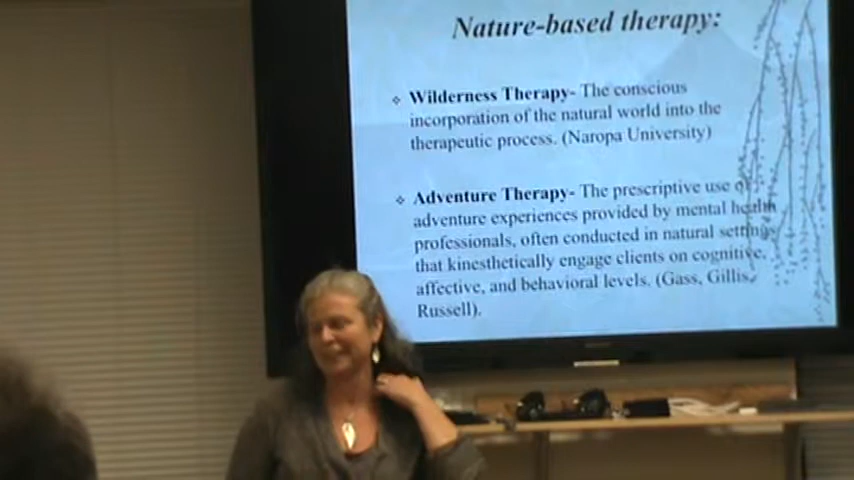 Nature-based therapy:
Wilderness Therapy- The conscious
incorporation of the natural world into the
therapeutic process. (Naropa University)
Adventure Therapy- The prescriptive use of
adventure experiences provided by mental health
professionals, often conducted in natural settings
that kinesthetically engage clients on cognitive,
affective, and behavioral levels. (Gass, Gillis,
Russell).